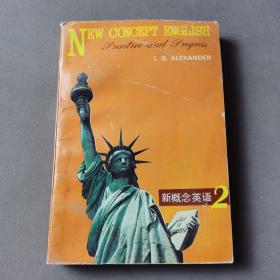 NEW CONCEPT ENGLISH
Practice and Progress
L. G. ALEXANDER
新概念英语2